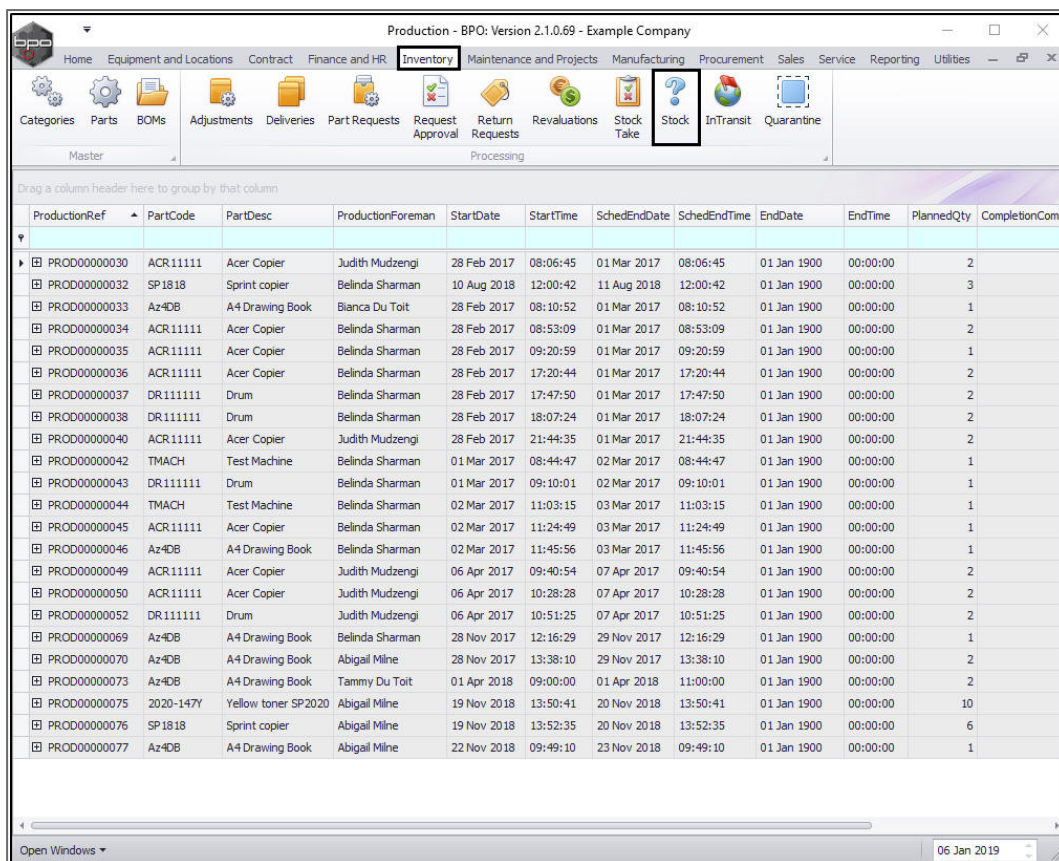 Production - BPO: Version 2.1.0.69 - Example Company
bpo
Home Equipment and Locations Contract Finance and HR Inventory Maintenance and Projects Manufacturing Procurement Sales Service Reporting Utilities
Categories Parts BOMs Adjustments Deliveries Part Requests Request Approval Return Requests Revaluations Stock Take Stock InTransit Quarantine
Master Processing
Drag a column header here to group by that column
ProductionRef PartCode PartDesc ProductionForeman StartDate StartTime SchedEndDate SchedEndTime EndDate EndTime PlannedQty CompletionCom
PROD00000030 ACR11111 Acer Copier Judith Mudzengi 28 Feb 2017 08:06:45 01 Mar 2017 08:06:45 01 Jan 1900 00:00:00 2
PROD00000032 SP1818 Sprint copier Belinda Sharman 10 Aug 2018 12:00:42 11 Aug 2018 12:00:42 01 Jan 1900 00:00:00 3
PROD00000033 Az4DB A4 Drawing Book Bianca Du Toit 28 Feb 2017 08:10:52 01 Mar 2017 08:10:52 01 Jan 1900 00:00:00 1
PROD00000034 ACR11111 Acer Copier Belinda Sharman 28 Feb 2017 08:53:09 01 Mar 2017 08:53:09 01 Jan 1900 00:00:00 2
PROD00000035 ACR11111 Acer Copier Belinda Sharman 28 Feb 2017 09:20:59 01 Mar 2017 09:20:59 01 Jan 1900 00:00:00 1
PROD00000036 ACR11111 Acer Copier Belinda Sharman 28 Feb 2017 17:20:44 01 Mar 2017 17:20:44 01 Jan 1900 00:00:00 2
PROD00000037 DR111111 Drum Belinda Sharman 28 Feb 2017 17:47:50 01 Mar 2017 17:47:50 01 Jan 1900 00:00:00 2
PROD00000038 DR111111 Drum Belinda Sharman 28 Feb 2017 18:07:24 01 Mar 2017 18:07:24 01 Jan 1900 00:00:00 2
PROD00000040 ACR11111 Acer Copier Judith Mudzengi 28 Feb 2017 21:44:35 01 Mar 2017 21:44:35 01 Jan 1900 00:00:00 2
PROD00000042 TMACH Test Machine Belinda Sharman 01 Mar 2017 08:44:47 02 Mar 2017 08:44:47 01 Jan 1900 00:00:00 1
PROD00000043 DR111111 Drum Belinda Sharman 01 Mar 2017 09:10:01 02 Mar 2017 09:10:01 01 Jan 1900 00:00:00 1
PROD00000044 TMACH Test Machine Belinda Sharman 02 Mar 2017 11:03:15 03 Mar 2017 11:03:15 01 Jan 1900 00:00:00 1
PROD00000045 ACR11111 Acer Copier Belinda Sharman 02 Mar 2017 11:24:49 03 Mar 2017 11:24:49 01 Jan 1900 00:00:00 1
PROD00000046 Az4DB A4 Drawing Book Belinda Sharman 02 Mar 2017 11:45:56 03 Mar 2017 11:45:56 01 Jan 1900 00:00:00 1
PROD00000049 ACR11111 Acer Copier Judith Mudzengi 06 Apr 2017 09:40:54 07 Apr 2017 09:40:54 01 Jan 1900 00:00:00 2
PROD00000050 ACR11111 Acer Copier Judith Mudzengi 06 Apr 2017 10:28:28 07 Apr 2017 10:28:28 01 Jan 1900 00:00:00 2
PROD00000052 DR111111 Drum Judith Mudzengi 06 Apr 2017 10:51:25 07 Apr 2017 10:51:25 01 Jan 1900 00:00:00 2
PROD00000069 Az4DB A4 Drawing Book Belinda Sharman 28 Nov 2017 12:16:29 29 Nov 2017 12:16:29 01 Jan 1900 00:00:00 1
PROD00000070 Az4DB A4 Drawing Book Abigail Milne 28 Nov 2017 13:38:10 29 Nov 2017 13:38:10 01 Jan 1900 00:00:00 2
PROD00000073 Az4DB A4 Drawing Book Tammy Du Toit 01 Apr 2018 09:00:00 01 Apr 2018 11:00:00 01 Jan 1900 00:00:00 2
PROD00000075 2020-147Y Yellow toner SP2020 Abigail Milne 19 Nov 2018 13:50:41 20 Nov 2018 13:50:41 01 Jan 1900 00:00:00 10
PROD00000076 SP1818 Sprint copier Abigail Milne 19 Nov 2018 13:52:35 20 Nov 2018 13:52:35 01 Jan 1900 00:00:00 6
PROD00000077 Az4DB A4 Drawing Book Abigail Milne 22 Nov 2018 09:49:10 23 Nov 2018 09:49:10 01 Jan 1900 00:00:00 1
Open Windows 06 Jan 2019